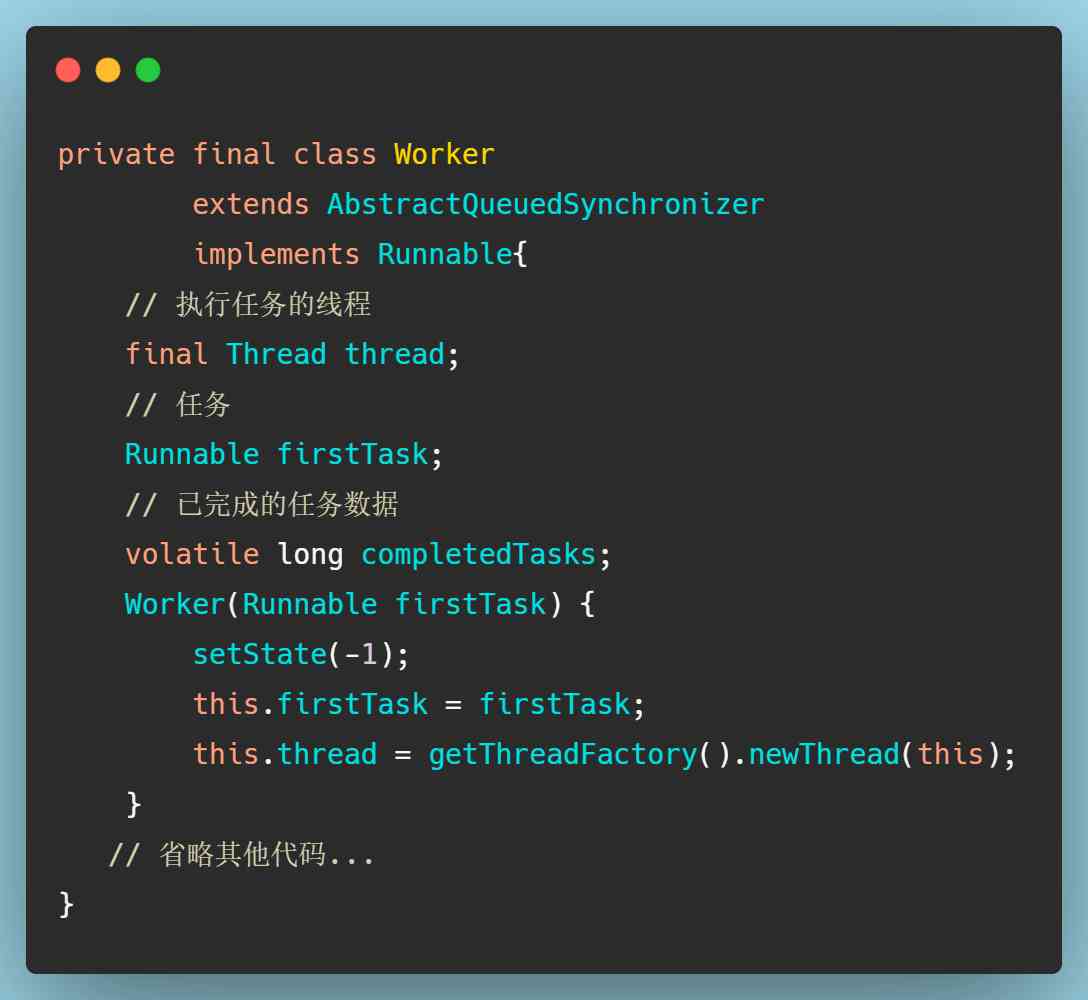 private final class Worker
        extends AbstractQueuedSynchronizer
        implements Runnable{
    // 执行任务的线程
    final Thread thread;
    // 任务
    Runnable firstTask;
    // 已完成的任务数据
    volatile long completedTasks;
    Worker(Runnable firstTask) {
        setState(-1);
        this.firstTask = firstTask;
        this.thread = getThreadFactory().newThread(this);
    }
   // 省略其他代码...
}